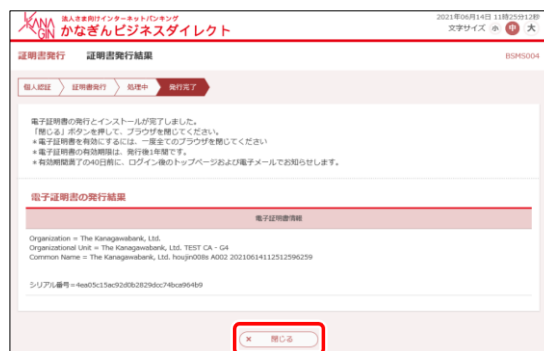 KANAGIN 法人さま向けインターネットバンキング
かなぎんビジネスダイレクト
2021年06月14日 11時25分12秒
文字サイズ 小 中 大
証明書発行 証明書発行結果
BSMS004
個人認証 証明書発行 処理中 発行完了
電子証明書の発行とインストールが完了しました。
「閉じる」ボタンを押して、ブラウザを閉じてください。
＊電子証明書を有効にするには、一度全てのブラウザを閉じてください
＊電子証明書の有効期限は、発行後1年間です。
＊有効期間満了の40日前に、ログイン後のトップページおよび電子メールでお知らせします。
電子証明書の発行結果
電子証明書情報
Organization = The Kanagawabank, Ltd.
Organizational Unit = The Kanagawabank, Ltd. TEST CA - G4
Common Name = The Kanagawabank, Ltd. houjin008s A002 20210614112512596259
シリアル番号=4ea05c15ac92d0b2829dcc74bca964b9
× 閉じる